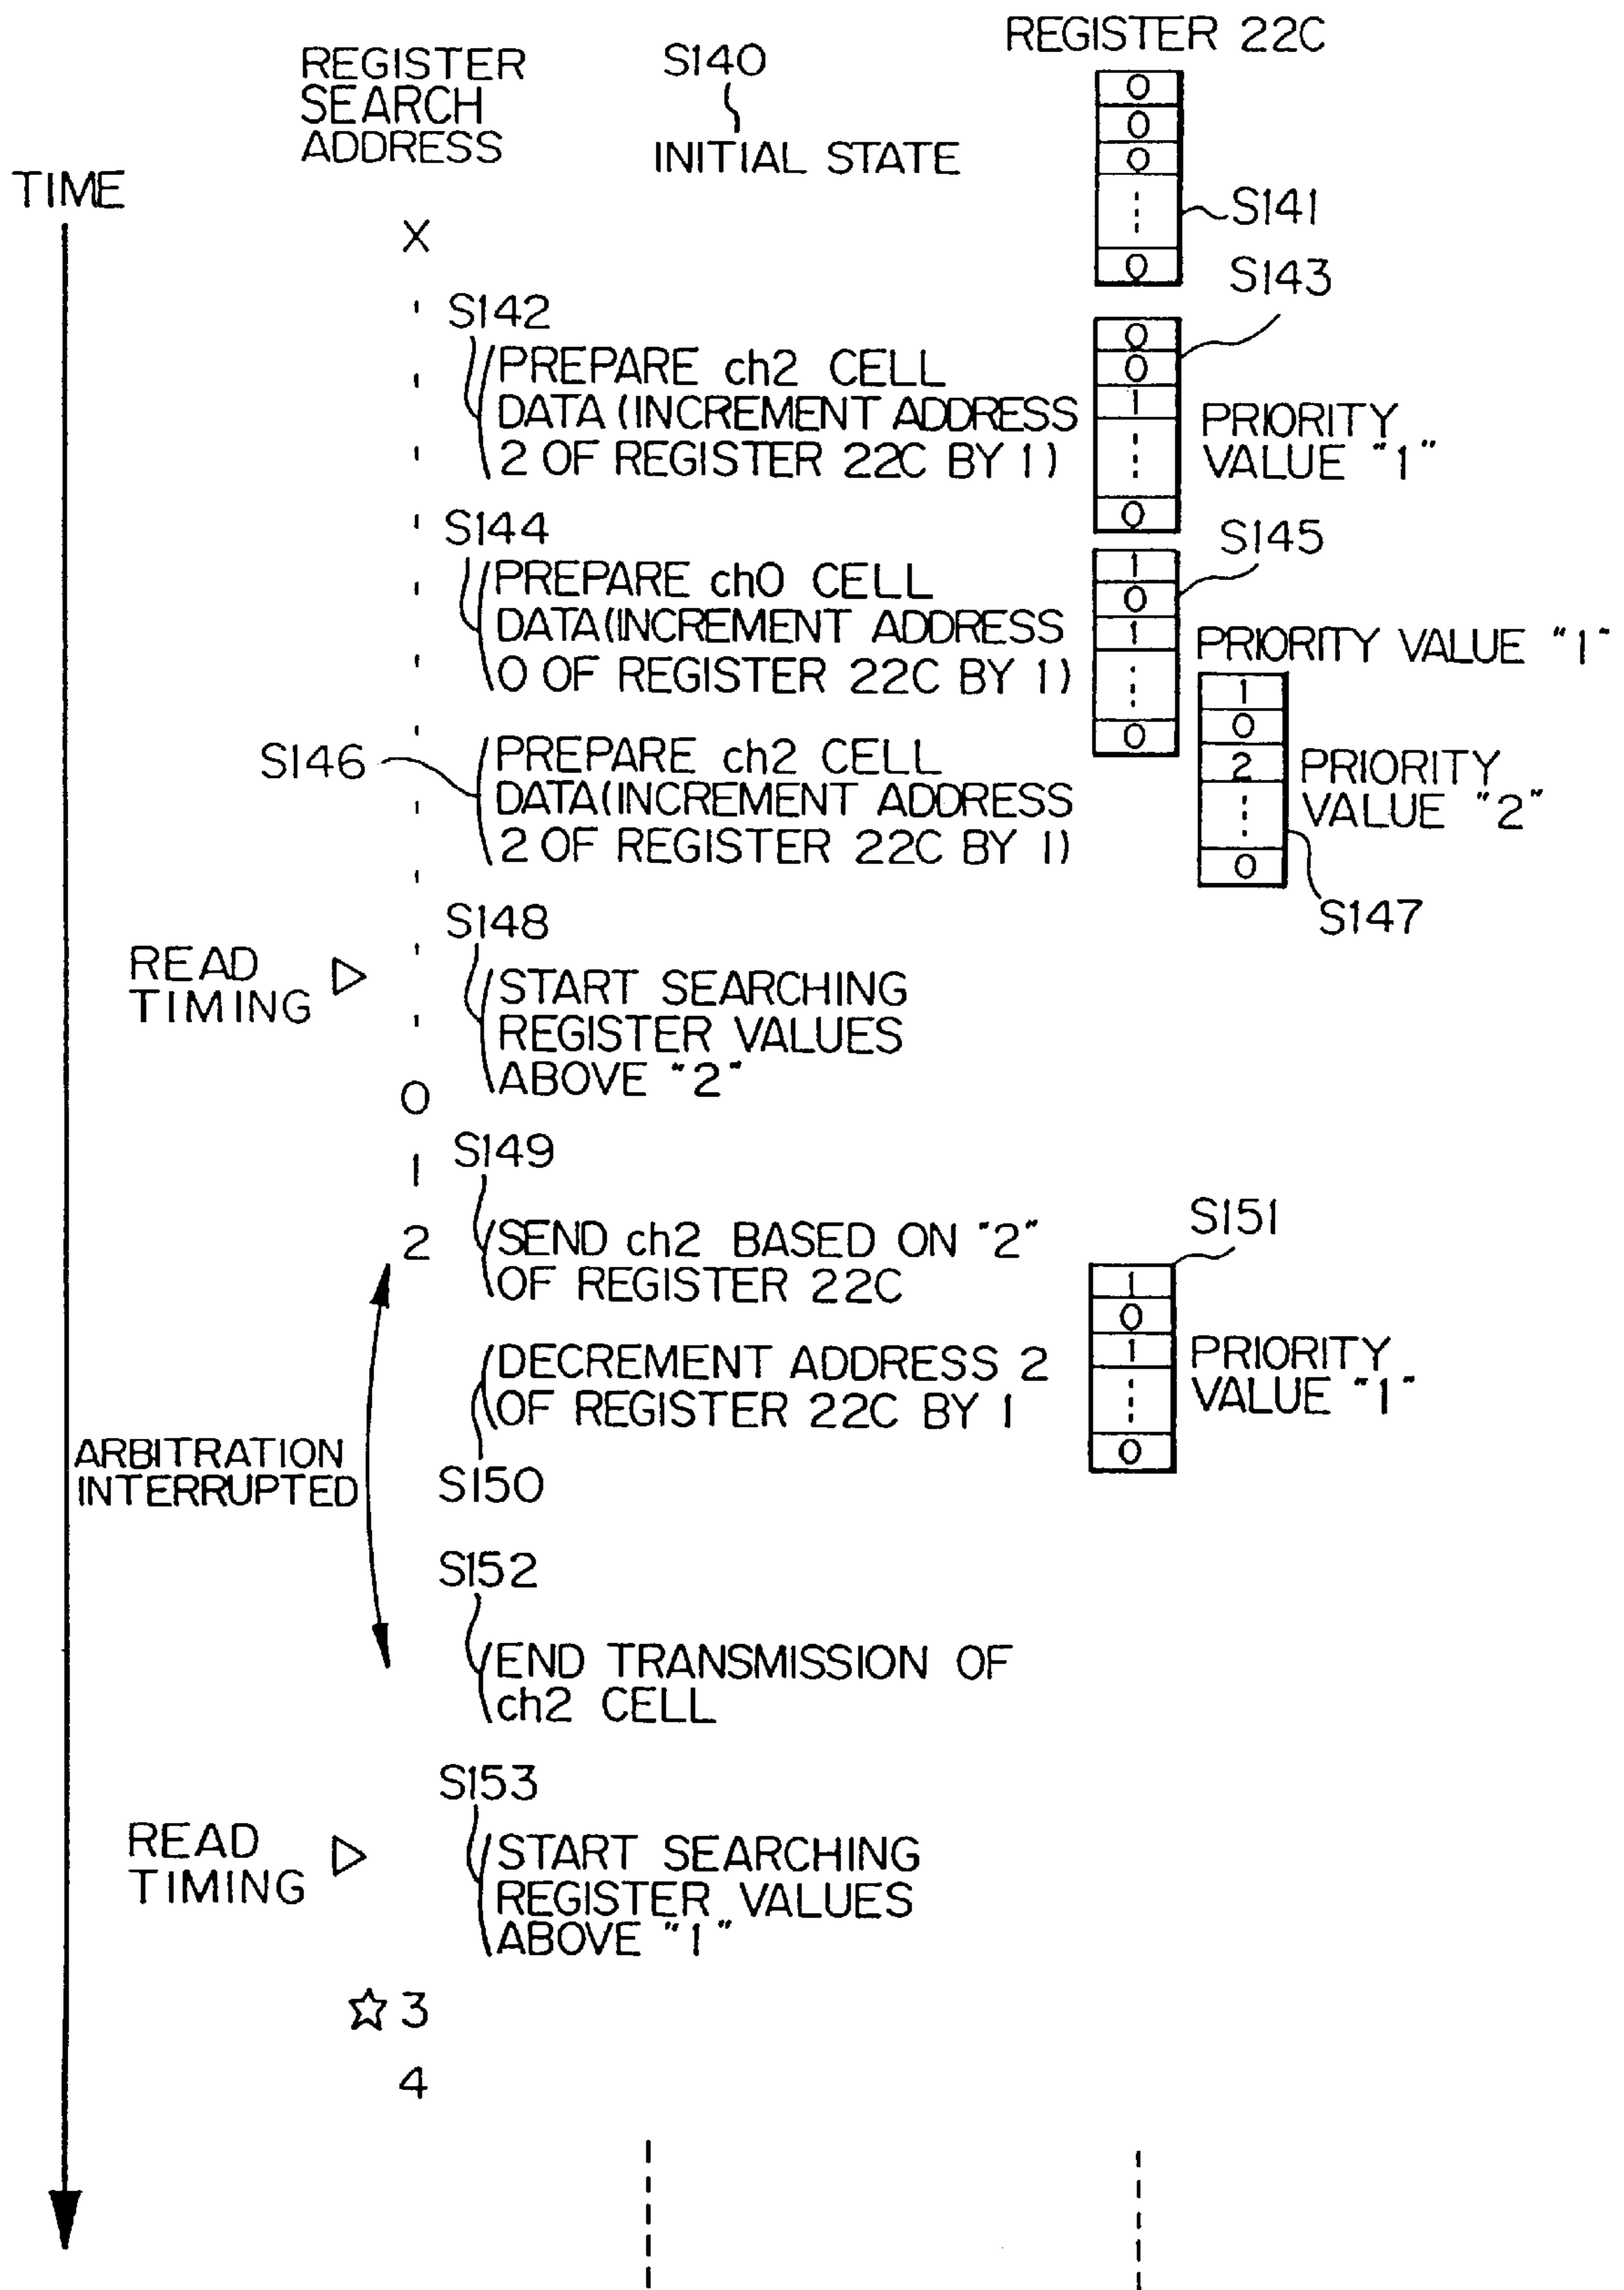 REGISTER 22C
REGISTER
SEARCH
ADDRESS
S140
INITIAL STATE
0
0
0
0
S141
TIME
X
S142
PREPARE ch2 CELL
DATA (INCREMENT ADDRESS
2 OF REGISTER 22C BY 1)
S143
0
0
1
0
PRIORITY
VALUE "1"
S144
PREPARE ch0 CELL
DATA(INCREMENT ADDRESS
0 OF REGISTER 22C BY 1)
S145
1
0
1
0
PRIORITY VALUE "1"
S146
PREPARE ch2 CELL
DATA(INCREMENT ADDRESS
2 OF REGISTER 22C BY 1)
1
0
2
0
PRIORITY
VALUE "2"
S147
READ
TIMING
S148
START SEARCHING
REGISTER VALUES
ABOVE "2"
0
1
2
S149
SEND ch2 BASED ON "2"
OF REGISTER 22C
S151
1
0
1
0
PRIORITY
VALUE "1"
DECREMENT ADDRESS 2
OF REGISTER 22C BY 1
S150
ARBITRATION
INTERRUPTED
S152
END TRANSMISSION OF
ch2 CELL
S153
READ
TIMING
START SEARCHING
REGISTER VALUES
ABOVE "1"
☆ 3
4